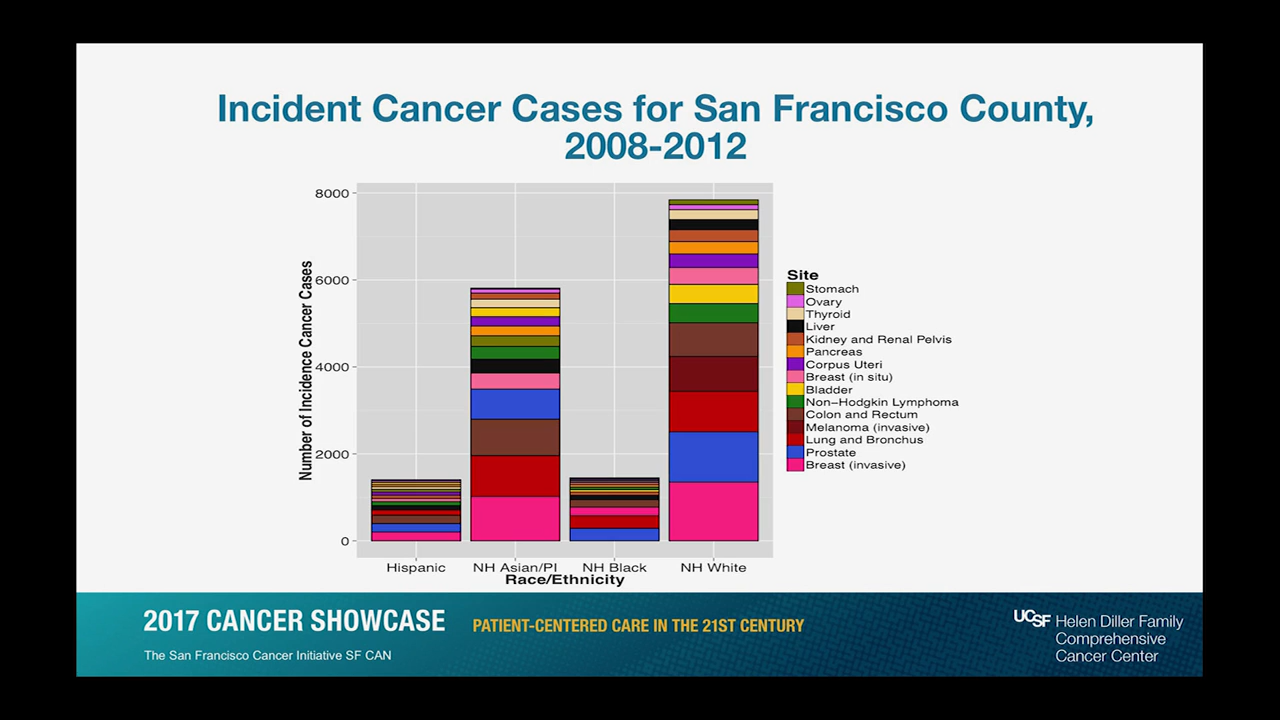 Incident Cancer Cases for San Francisco County,
2008-2012
8000
6000
4000
2000
0
Number of Incidence Cancer Cases
Hispanic
NH Asian/PI
NH Black
NH White
Race/Ethnicity
Site
Stomach
Ovary
Thyroid
Liver
Kidney and Renal Pelvis
Pancreas
Corpus Uteri
Breast (in situ)
Bladder
Non−Hodgkin Lymphoma
Colon and Rectum
Melanoma (invasive)
Lung and Bronchus
Prostate
Breast (invasive)
2017 CANCER SHOWCASE
PATIENT-CENTERED CARE IN THE 21ST CENTURY
The San Francisco Cancer Initiative SF CAN
UCSF Helen Diller Family
Comprehensive
Cancer Center